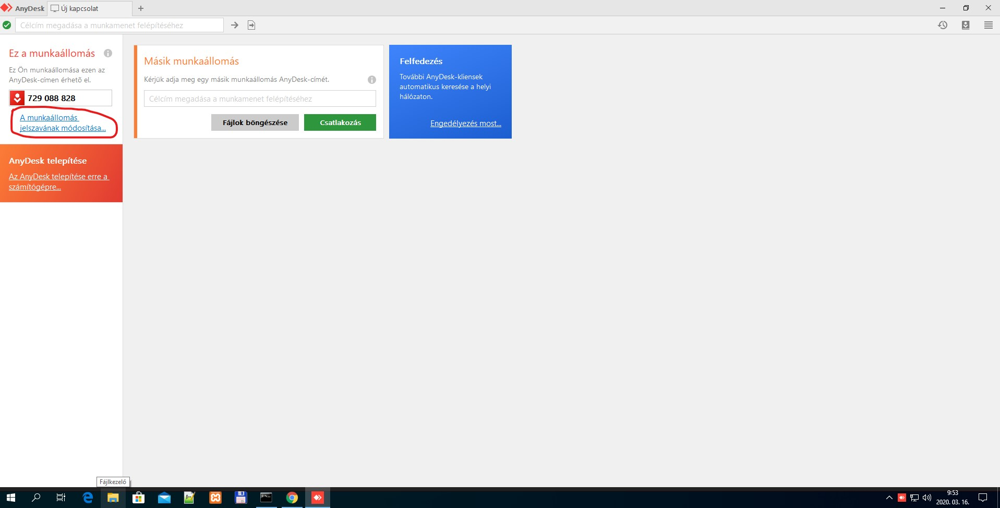 AnyDesk
Új kapcsolat
Célcím megadása a munkamenet felépítéséhez
Ez a munkaállomás
Ez Ön munkaállomása ezen az
AnyDesk-címen érhető el.
729 088 828
A munkaállomás
jelszavának módosítása...
AnyDesk telepítése
Az AnyDesk telepítése erre a
számítógépre...
Másik munkaállomás
Kérjük adja meg egy másik munkaállomás AnyDesk-címét.
Célcím megadása a munkamenet felépítéséhez
Fájlok böngészése
Csatlakozás
Felfedezés
További AnyDesk-kliensek
automatikus keresése a helyi
hálózaton.
Engedélyezés most...
Fájlkezelő
9:53
2020. 03. 16.